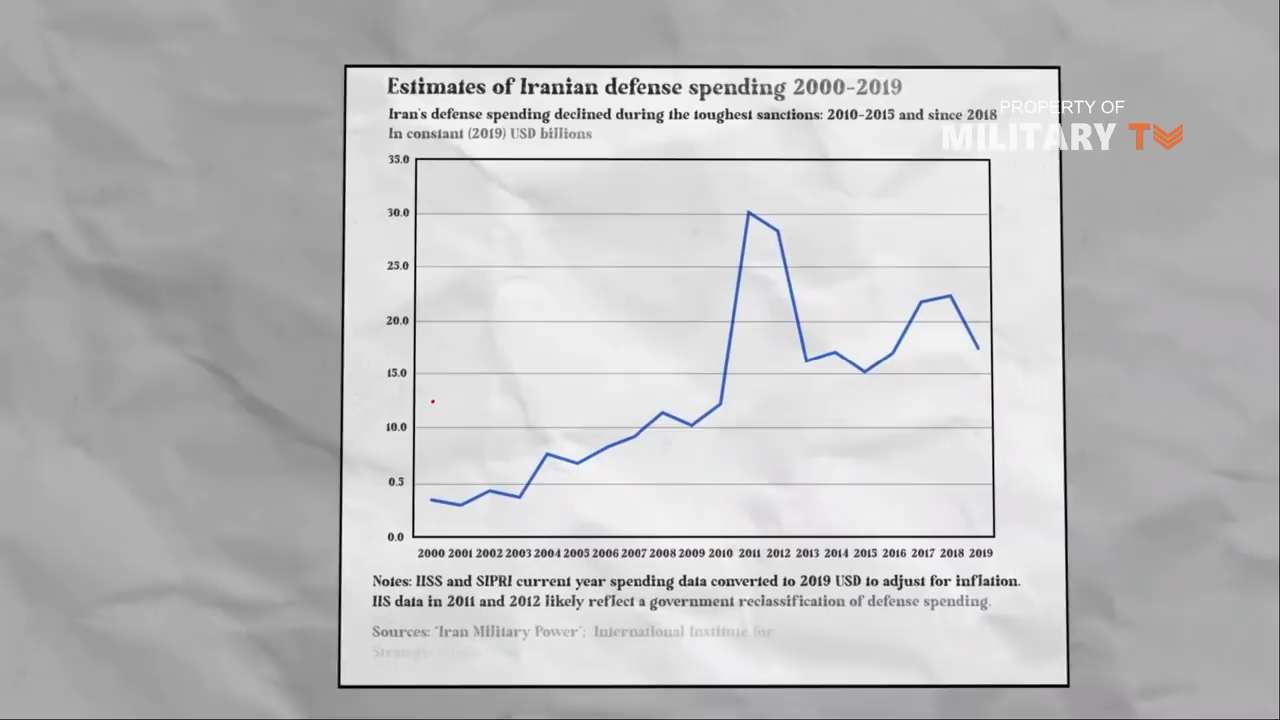 Estimates of Iranian defense spending 2000-2019
Iran's defense spending declined during the toughest sanctions: 2010-2015 and since 2018
In constant (2019) USD billions
PROPERTY OF
MILITARY TV
35.0
30.0
25.0
20.0
15.0
10.0
0.5
0.0
2000 2001 2002 2003 2004 2005 2006 2007 2008 2009 2010 2011 2012 2013 2014 2015 2016 2017 2018 2019
Notes: IISS and SIPRI current year spending data converted to 2019 USD to adjust for inflation.
IIS data in 2011 and 2012 likely reflect a government reclassification of defense spending.
Sources: "Iran Military Power"; International Institute for